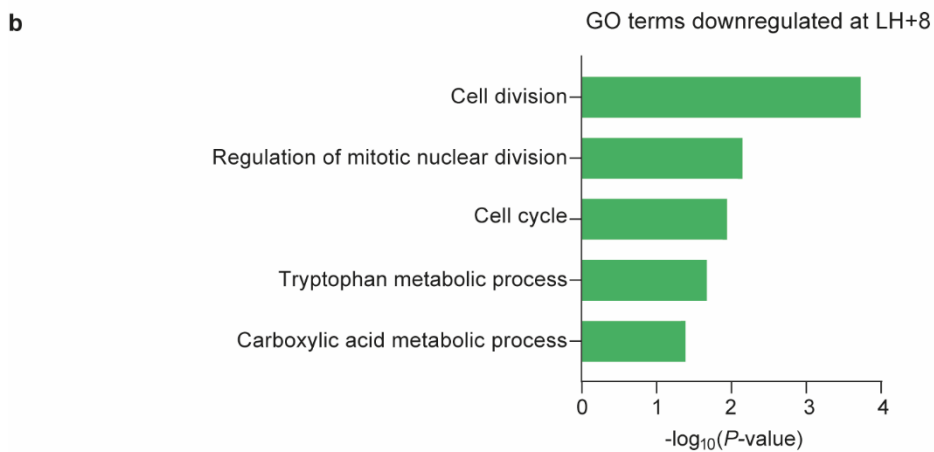 b
GO terms downregulated at LH+8
Cell division
Regulation of mitotic nuclear division
Cell cycle
Tryptophan metabolic process
Carboxylic acid metabolic process
0 1 2 3 4
-log₁₀(P-value)